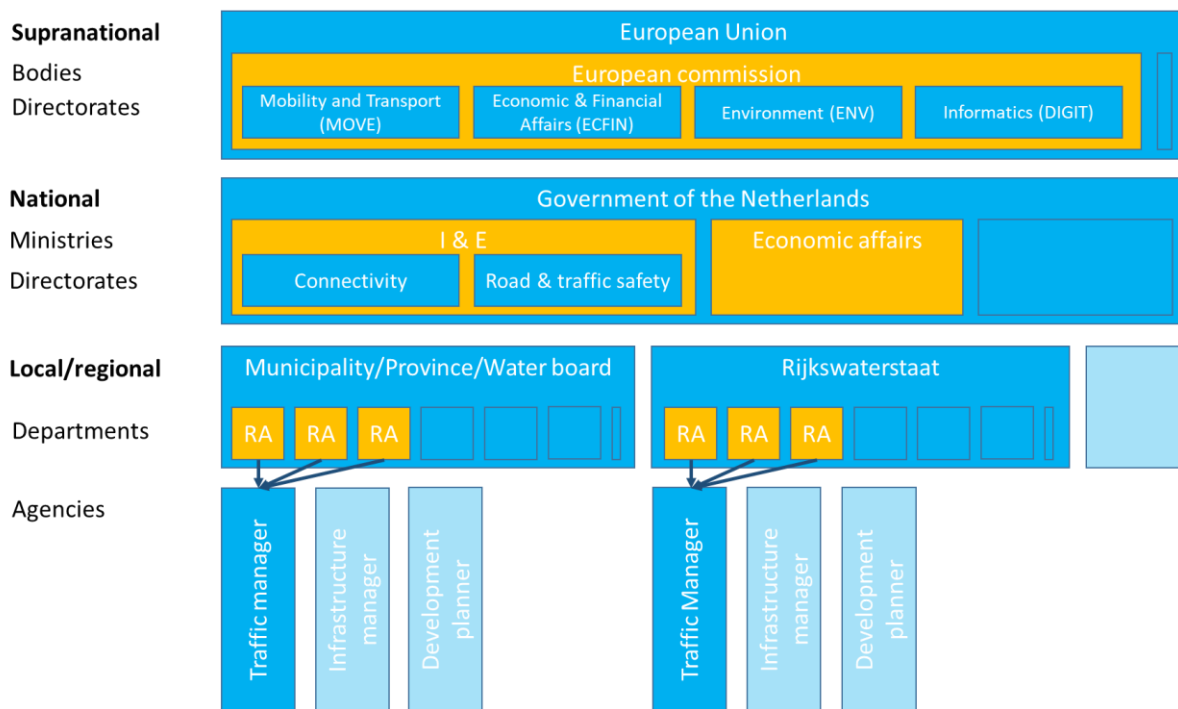 Supranational
European Union
Bodies
European commission
Directorates
Mobility and Transport
(MOVE)
Economic & Financial
Affairs (ECFIN)
Environment (ENV)
Informatics (DIGIT)
National
Government of the Netherlands
Ministries
I & E
Economic affairs
Directorates
Connectivity
Road & traffic safety
Local/regional
Municipality/Province/Water board
Rijkswaterstaat
Departments
RA
RA
RA
RA
RA
RA
Agencies
Traffic manager
Infrastructure
manager
Development
planner
Traffic Manager
Infrastructure
manager
Development
planner